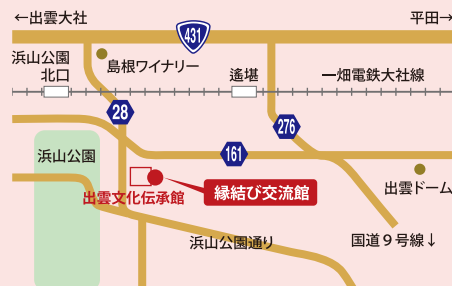 ←出雲大社
431
平田→
浜山公園
北口
島根ワイナリー
遙堪
一畑電鉄大社線
28
276
161
浜山公園
出雲ドーム
出雲文化伝承館
縁結び交流館
浜山公園通り
国道9号線↓